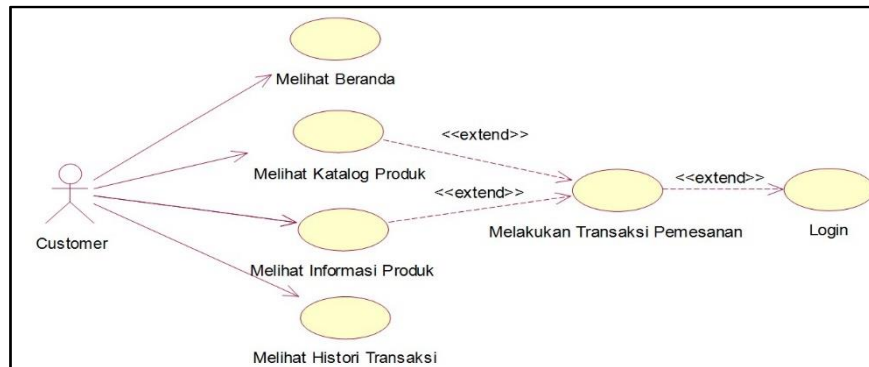 Melihat Beranda
<<extend>>
Melihat Katalog Produk
<<extend>>
<<extend>>
Customer
Melihat Informasi Produk
Melakukan Transaksi Pemesanan
Login
Melihat Histori Transaksi